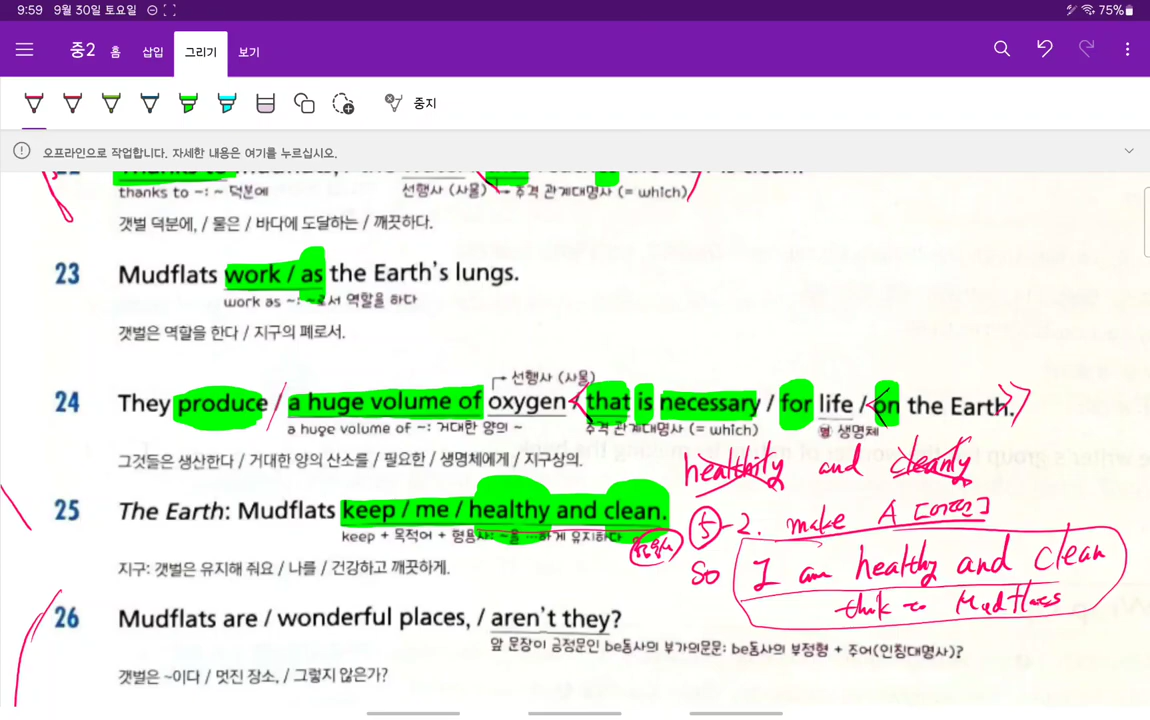 9:59 9월 30일 토요일 75%
중2 홈 삽입 그리기 보기
중지
오프라인으로 작업합니다. 자세한 내용은 여기를 누르십시오.
thanks to ~: ~ 덕분에 선행사 (사물) 주격 관계대명사 (= which)
갯벌 덕분에, / 물은 / 바다에 도달하는 / 깨끗하다.
23 Mudflats work / as the Earth's lungs.
work as ~: ~로서 역할을 하다
갯벌은 역할을 한다 / 지구의 폐로서.
선행사 (사물)
24 They produce / a huge volume of oxygen / that is necessary / for life / on the Earth.
a huge volume of ~: 거대한 양의 ~ 주격 관계대명사 (= which) 생명체
그것들은 생산한다 / 거대한 양의 산소를 / 필요한 / 생명체에게 / 지구상의.
healthily and cleanly
25 The Earth: Mudflats keep / me / healthy and clean.
keep + 목적어 + 형용사: ~을 …하게 유지하다
5-2. make A
지구: 갯벌은 유지해 줘요 / 나를 / 건강하고 깨끗하게.
So I am healthy and clean
to Mudflats
26 Mudflats are / wonderful places, / aren't they?
앞 문장이 긍정문인 be동사의 부가의문문: be동사의 부정형 + 주어(인칭대명사)?
갯벌은 ~이다 / 멋진 장소, / 그렇지 않은가?